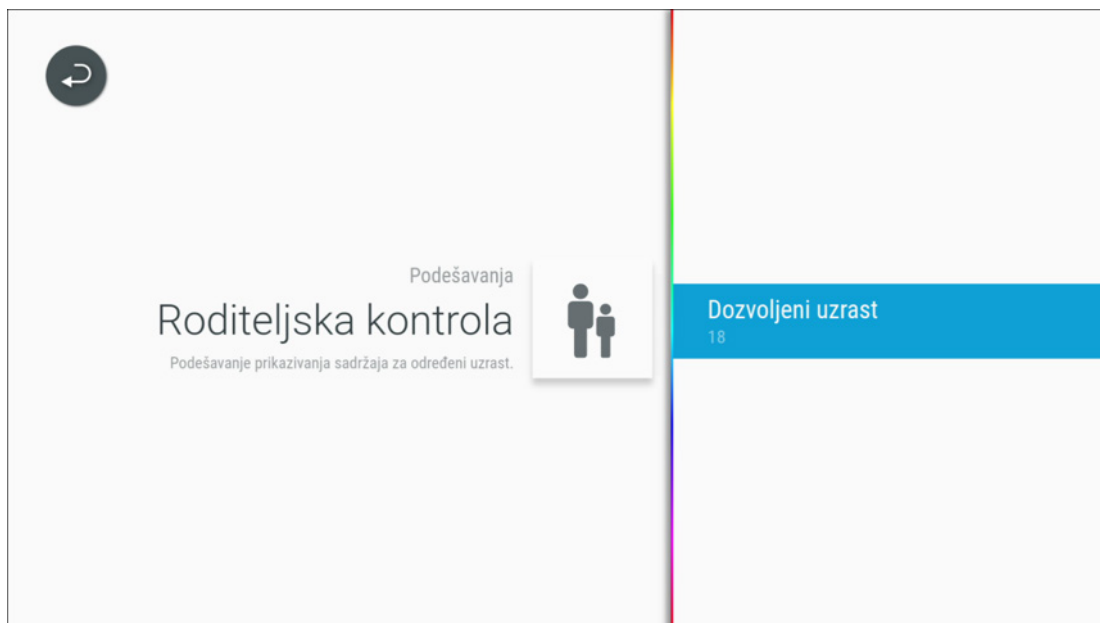 Podešavanja
Roditeljska kontrola
Podešavanje prikazivanja sadržaja za određeni uzrast.
Dozvoljeni uzrast
18